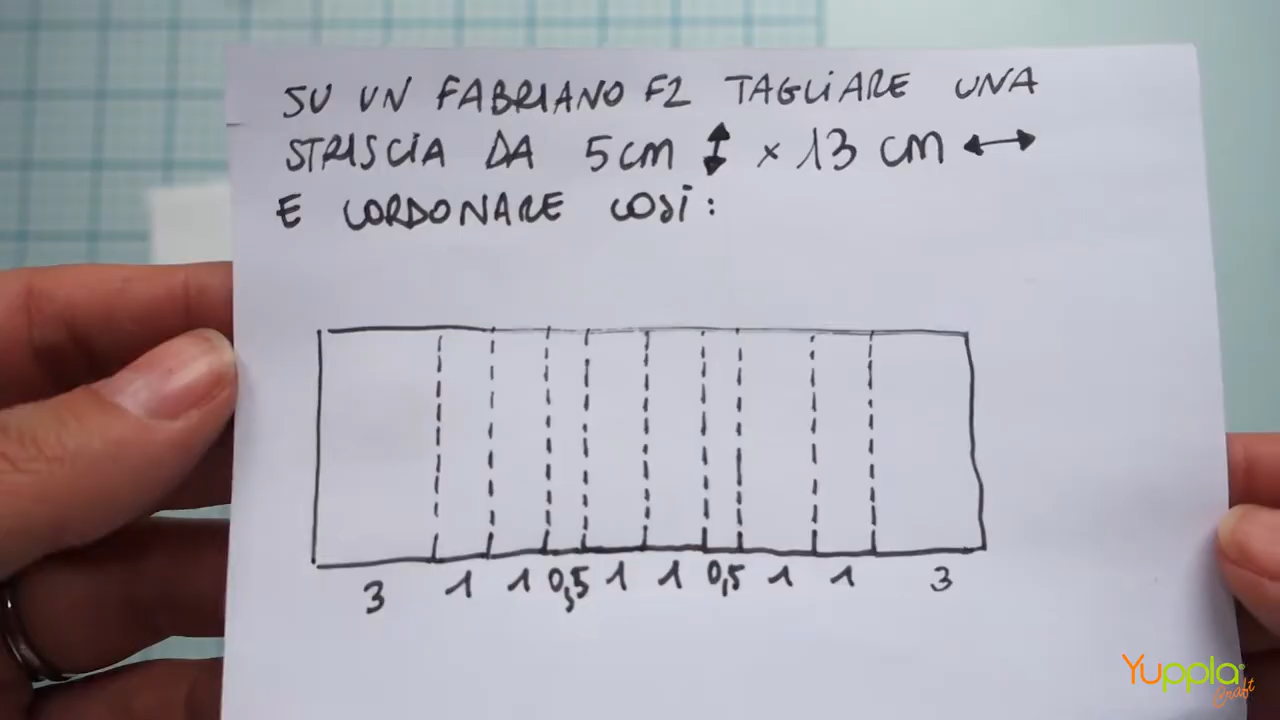 SU UN FABRIANO F2 TAGLIARE UNA
STRISCIA DA 5cm ↕ × 13 cm ↔
E CORDONARE COSì:
3 1 1 0,5 1 1 0,5 1 1 3
Yuppla
Craft